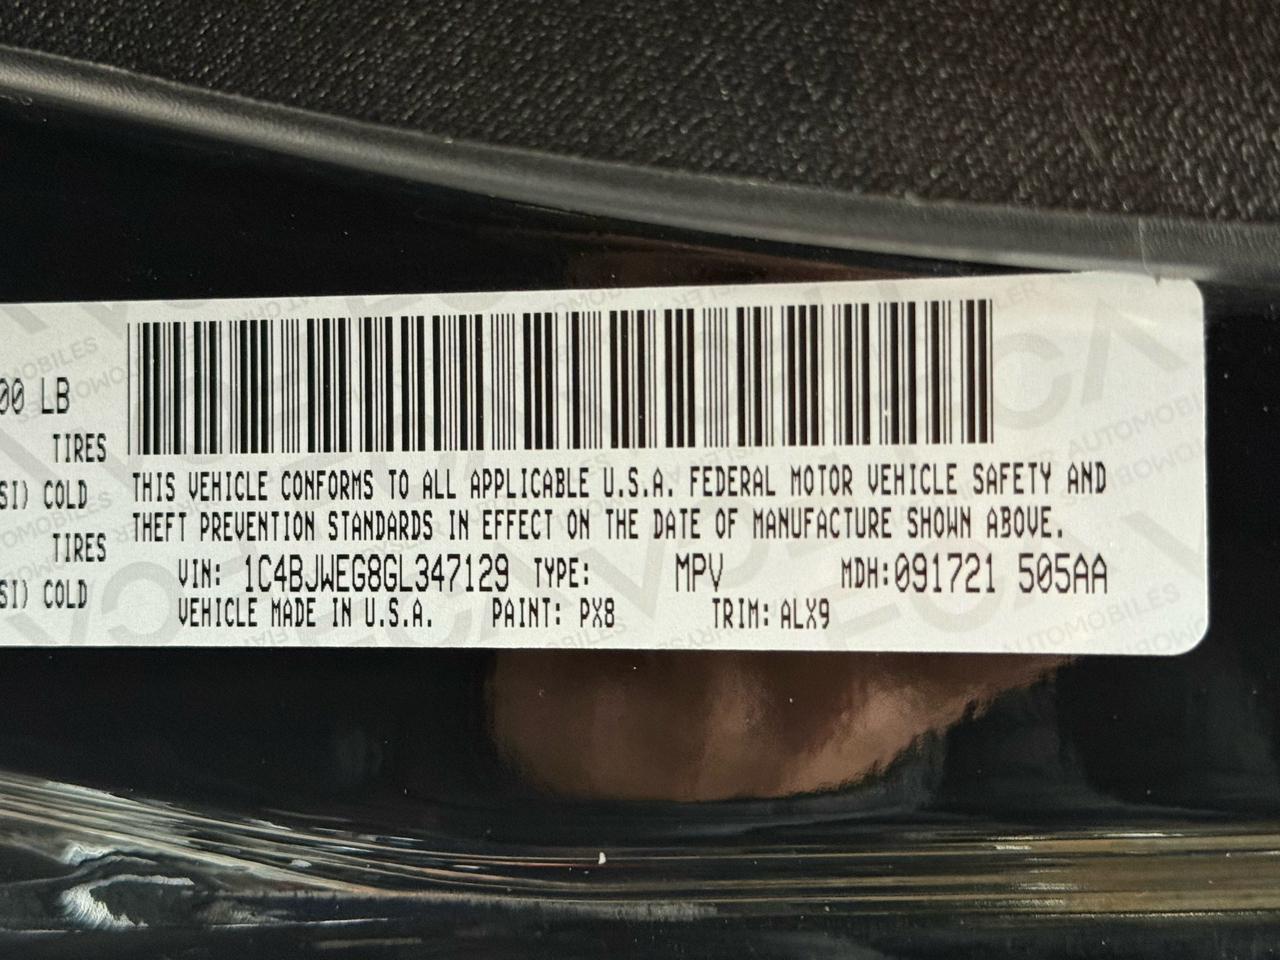 00 LB
TIRES
SI) COLD
TIRES
SI) COLD
THIS VEHICLE CONFORMS TO ALL APPLICABLE U.S.A. FEDERAL MOTOR VEHICLE SAFETY AND
THEFT PREVENTION STANDARDS IN EFFECT ON THE DATE OF MANUFACTURE SHOWN ABOVE.
VIN: 1C4BJWEG8GL347129 TYPE: MPV MDH:091721 505AA
VEHICLE MADE IN U.S.A. PAINT: PX8 TRIM: ALX9